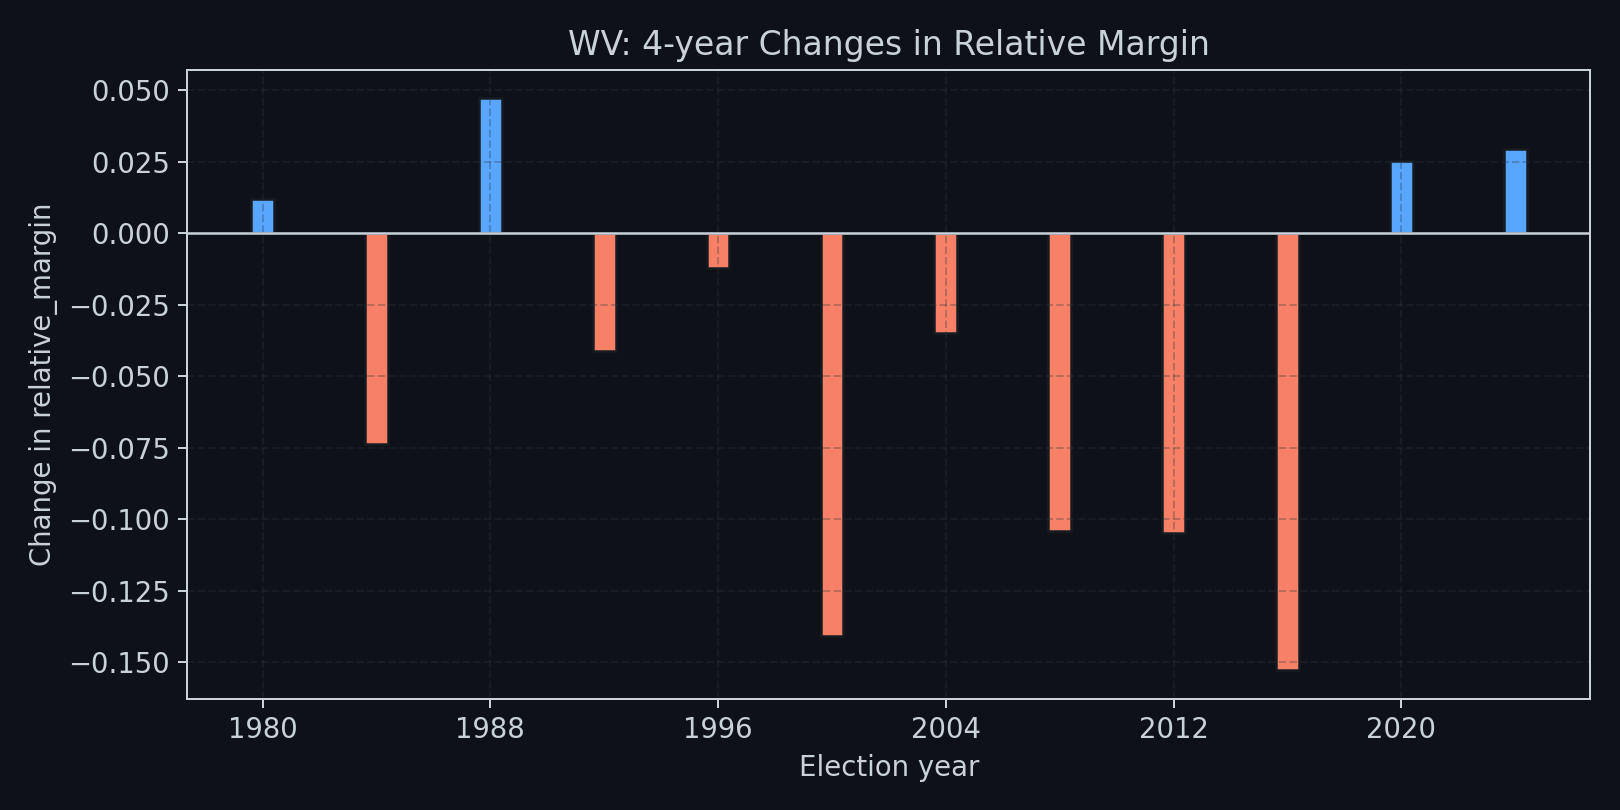 WV: 4-year Changes in Relative Margin
Change in relative_margin
0.050
0.025
0.000
−0.025
−0.050
−0.075
−0.100
−0.125
−0.150
1980 1988 1996 2004 2012 2020
Election year